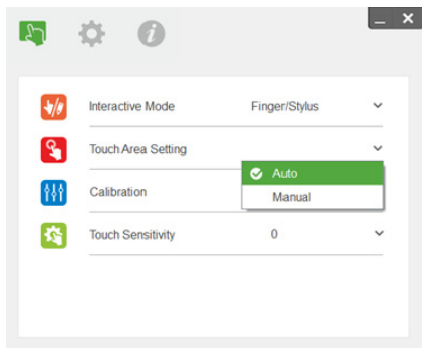 Interactive Mode Finger/Stylus
Touch Area Setting
Auto
Calibration
Manual
Touch Sensitivity 0